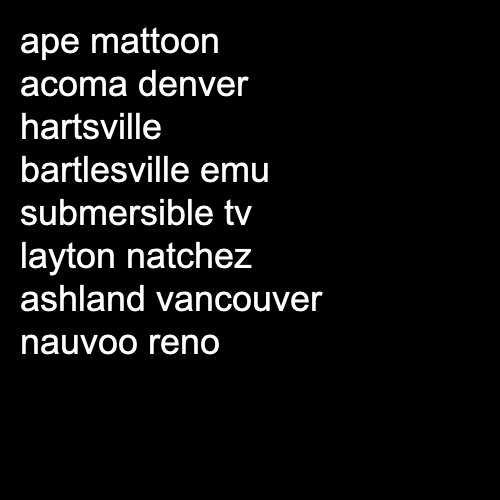 ape mattoon
acoma denver
hartsville
bartlesville emu
submersible tv
layton natchez
ashland vancouver
nauvoo reno